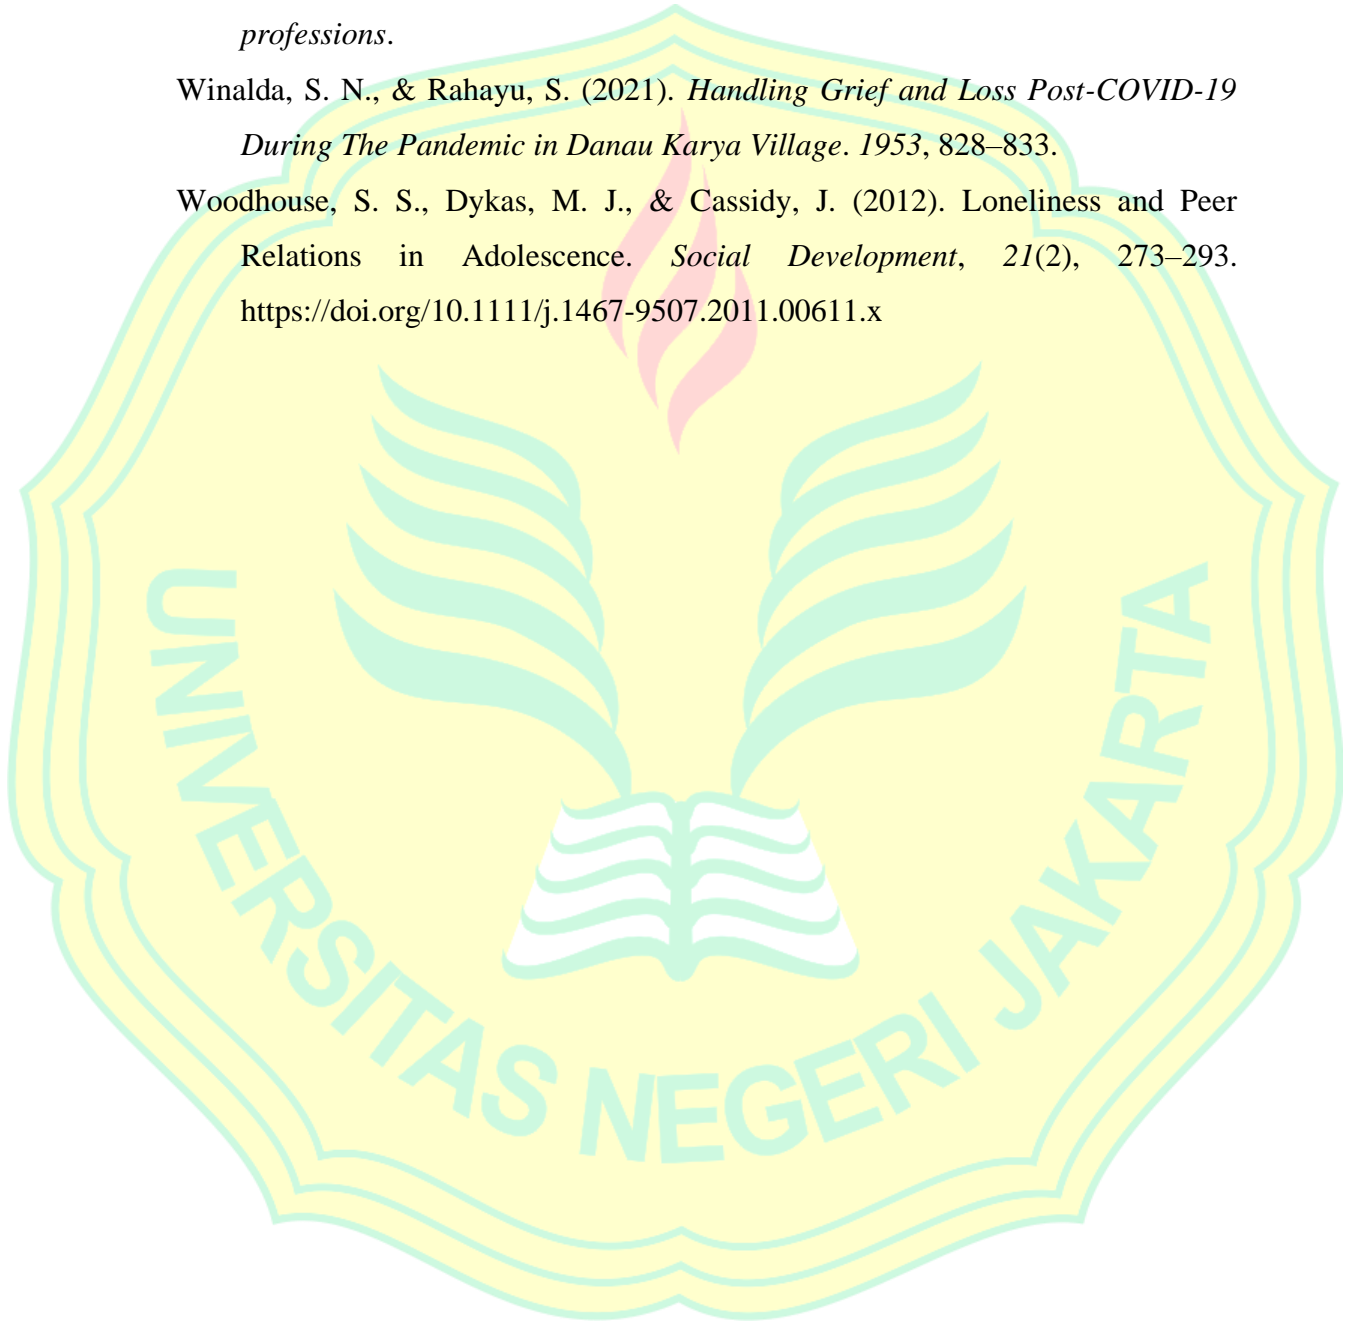 professions.
Winalda, S. N., & Rahayu, S. (2021). Handling Grief and Loss Post-COVID-19
During The Pandemic in Danau Karya Village. 1953, 828–833.
Woodhouse, S. S., Dykas, M. J., & Cassidy, J. (2012). Loneliness and Peer
Relations in Adolescence. Social Development, 21(2), 273–293.
https://doi.org/10.1111/j.1467-9507.2011.00611.x
UNIVERSITAS NEGERI JAKARTA